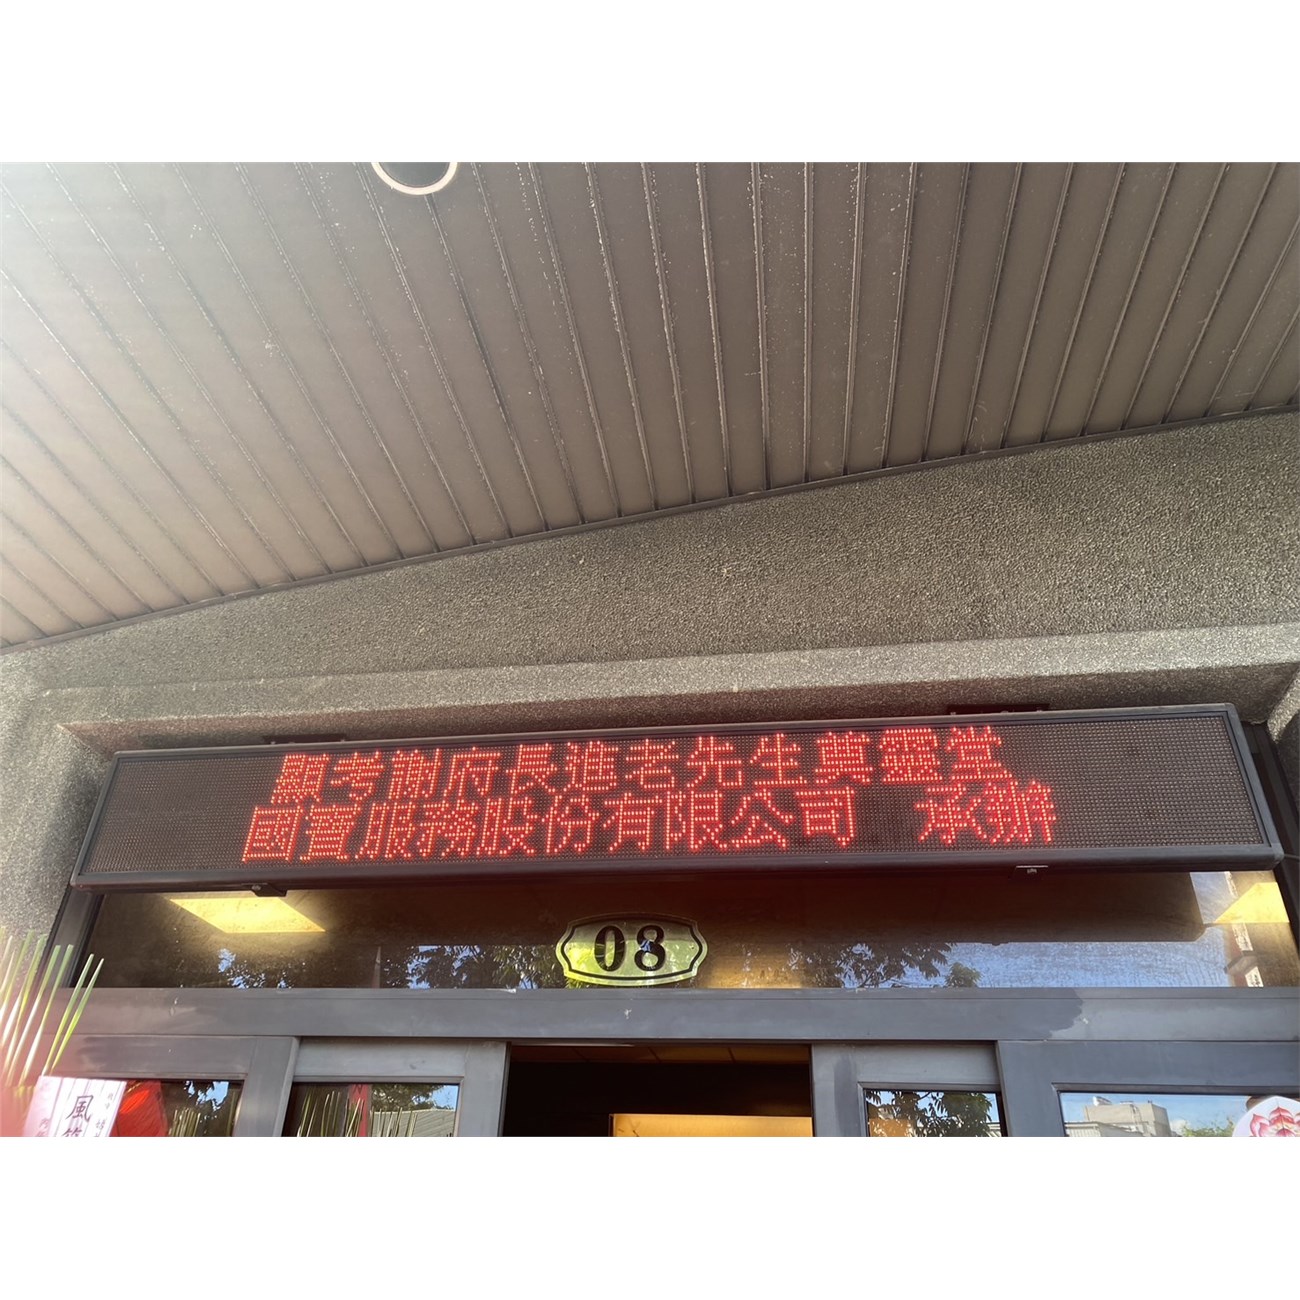 顯考謝府長進老先生奠靈堂
國寶服務股份有限公司 承辦
08
風